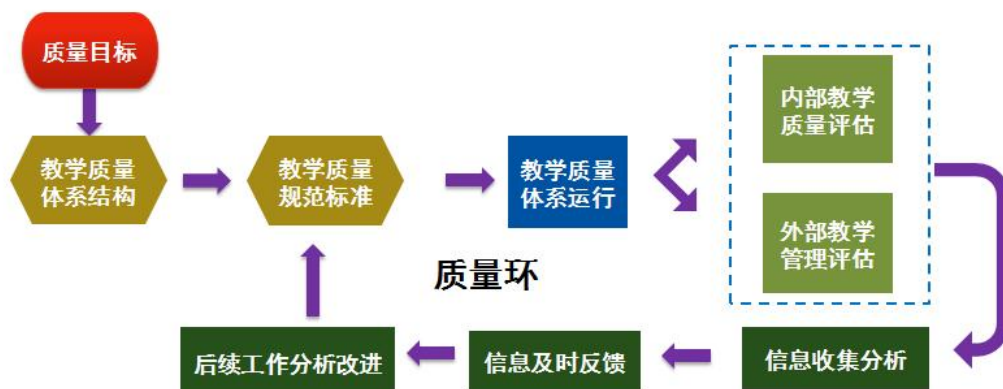 质量目标
教学质量
体系结构
教学质量
规范标准
教学质量
体系运行
内部教学
质量评估
外部教学
管理评估
质量环
后续工作分析改进
信息及时反馈
信息收集分析